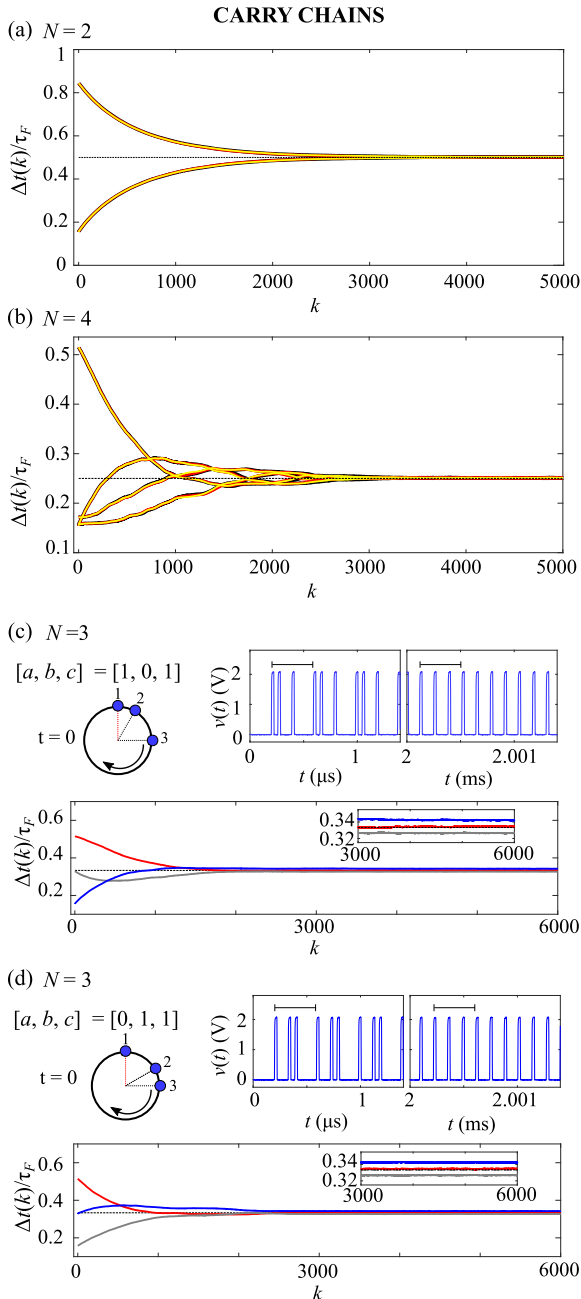 CARRY CHAINS
(a) N = 2
1
0.8
0.6
0.4
0.2
0
Δt(k)/τF
0 1000 2000 3000 4000 5000
k
(b) N = 4
0.5
0.4
0.3
0.2
0.1
Δt(k)/τF
0 1000 2000 3000 4000 5000
k
(c) N=3
[a, b, c] = [1, 0, 1]
1
2
3
t = 0
v(t) (V)
2
1
0
0 1 2 2.001
t (μs) t (ms)
Δt(k)/τF
0.6
0.4
0.2
0.34
0.32
3000 6000
0 3000 6000
k
(d) N=3
[a, b, c] = [0, 1, 1]
1
2
3
t = 0
v(t) (V)
2
1
0
0 1 2 2.001
t (μs) t (ms)
Δt(k)/τF
0.6
0.4
0.2
0.34
0.32
3000 6000
0 3000 6000
k